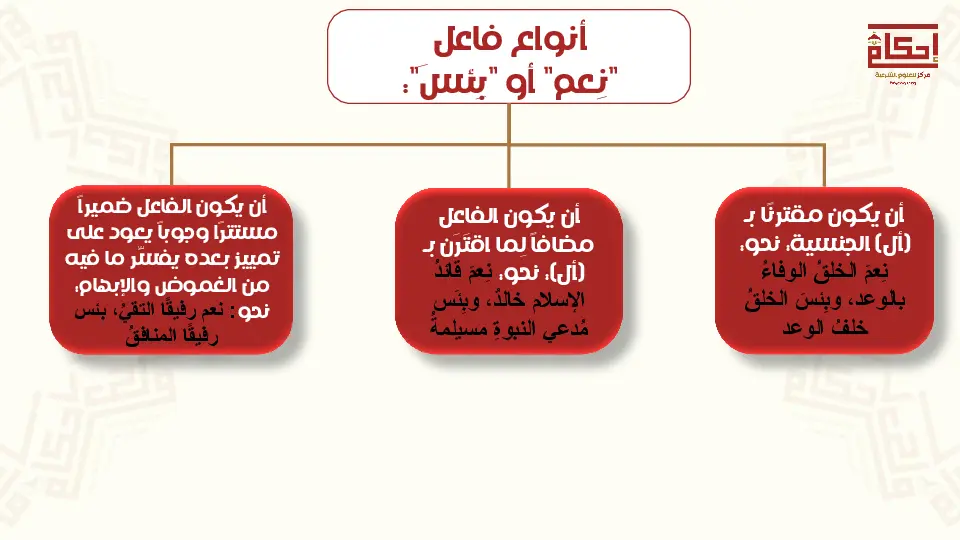 أنواع فاعل
"نِعم" أو "بِئسَ":
إحكام
مركز للعلوم الشرعية
أن يكون مقترنًا بـ
(أل) الجنسية، نحو:
نِعمَ الخلقُ الوفاءُ
بالوعد، وبِئسَ الخلقُ
خلفُ الوعد
أن يكون الفاعل
مضافاً لِما اقتَرَن بـ
(أل)، نحو: نِعمَ قائدُ
الإسلام خالدٌ، وبِئسَ
مُدعي النبوةِ مسيلمةُ
أن يكون الفاعل ضميراً
مستترًا وجوباً يعود على
تمييز بعده يفسّر ما فيه
من الغموض والإبهام،
نحو: نعم رفيقًا التقيُّ، بئس
رفيقًا المنافقُ